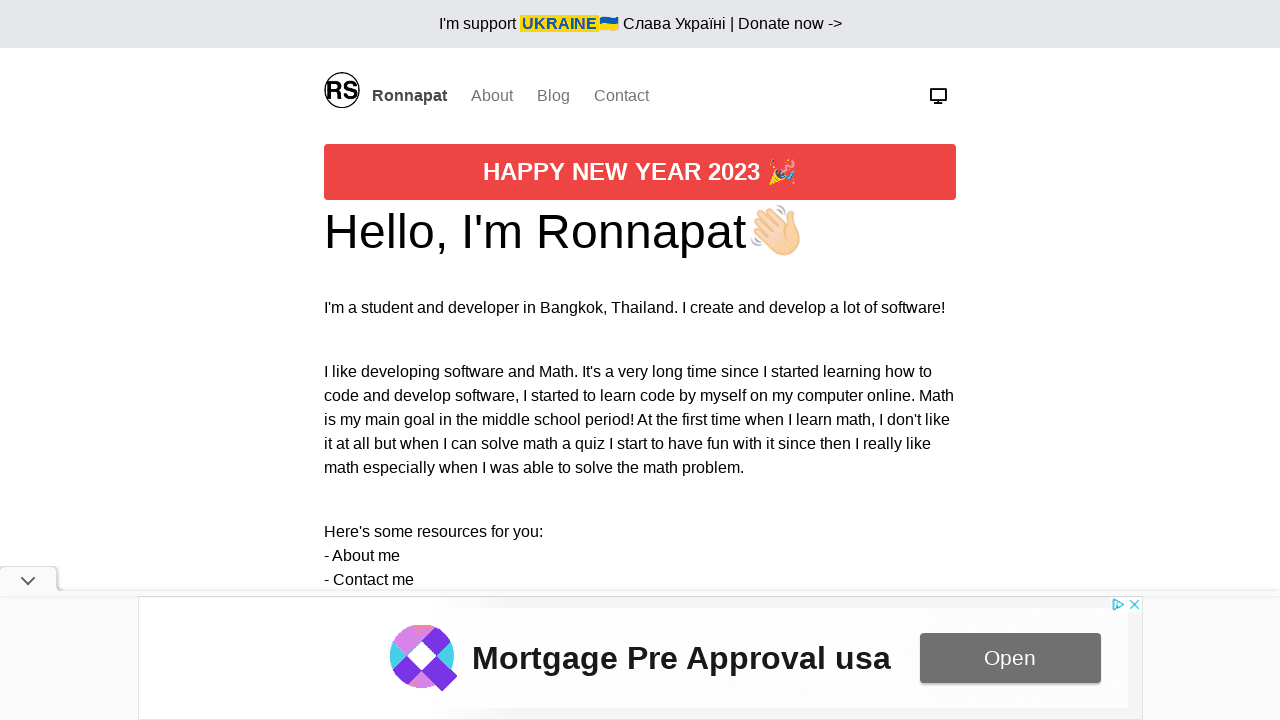 I'm support UKRAINE🇺🇦 Слава Україні | Donate now ->
RS Ronnapat About Blog Contact
HAPPY NEW YEAR 2023 🎉
Hello, I'm Ronnapat👋🏻
I'm a student and developer in Bangkok, Thailand. I create and develop a lot of software!
I like developing software and Math. It's a very long time since I started learning how to
code and develop software, I started to learn code by myself on my computer online. Math
is my main goal in the middle school period! At the first time when I learn math, I don't like
it at all but when I can solve math a quiz I start to have fun with it since then I really like
math especially when I was able to solve the math problem.
Here's some resources for you:
- About me
- Contact me
Mortgage Pre Approval usa
Open